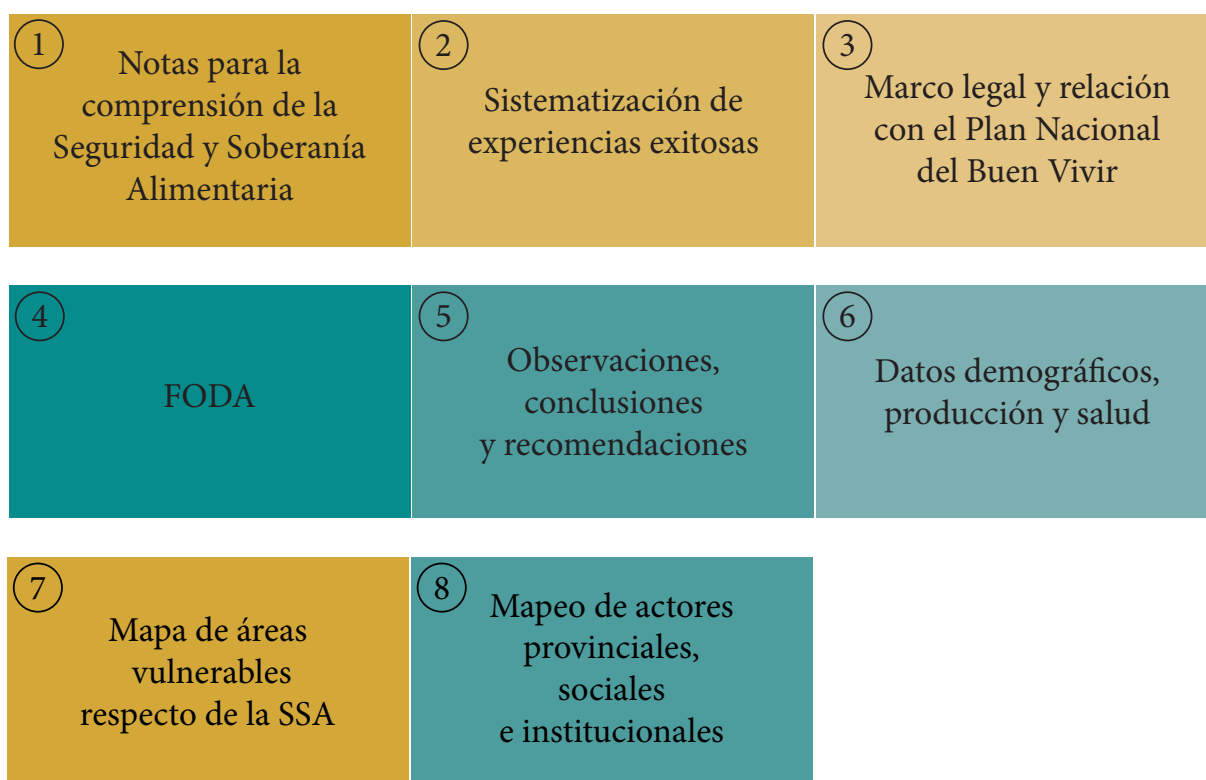 1
Notas para la
comprensión de la
Seguridad y Soberanía
Alimentaria
2
Sistematización de
experiencias exitosas
3
Marco legal y relación
con el Plan Nacional
del Buen Vivir
4
FODA
5
Observaciones,
conclusiones
y recomendaciones
6
Datos demográficos,
producción y salud
7
Mapa de áreas
vulnerables
respecto de la SSA
8
Mapeo de actores
provinciales,
sociales
e institucionales